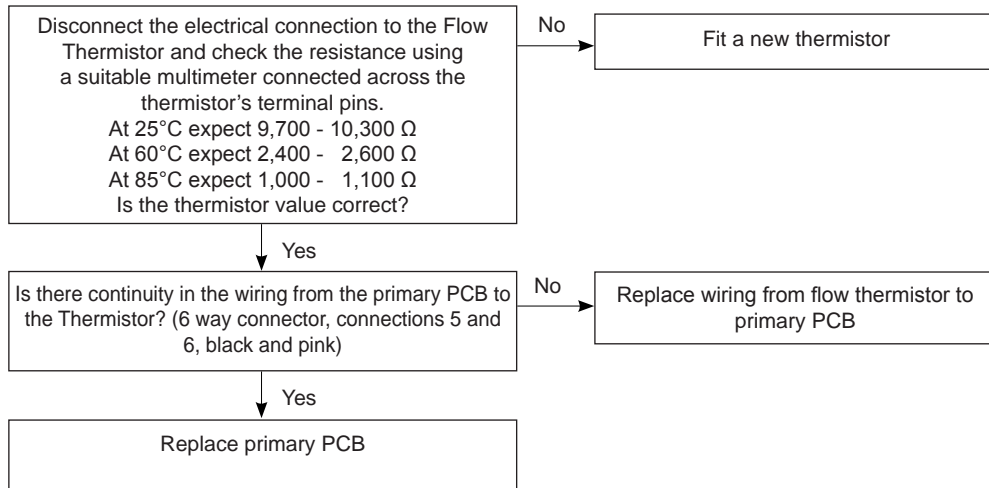 Disconnect the electrical connection to the Flow
Thermistor and check the resistance using
a suitable multimeter connected across the
thermistor’s terminal pins.
At 25°C expect 9,700 - 10,300 Ω
At 60°C expect 2,400 - 2,600 Ω
At 85°C expect 1,000 - 1,100 Ω
Is the thermistor value correct?
No
Fit a new thermistor
Yes
Is there continuity in the wiring from the primary PCB to
the Thermistor? (6 way connector, connections 5 and
6, black and pink)
No
Replace wiring from flow thermistor to
primary PCB
Yes
Replace primary PCB